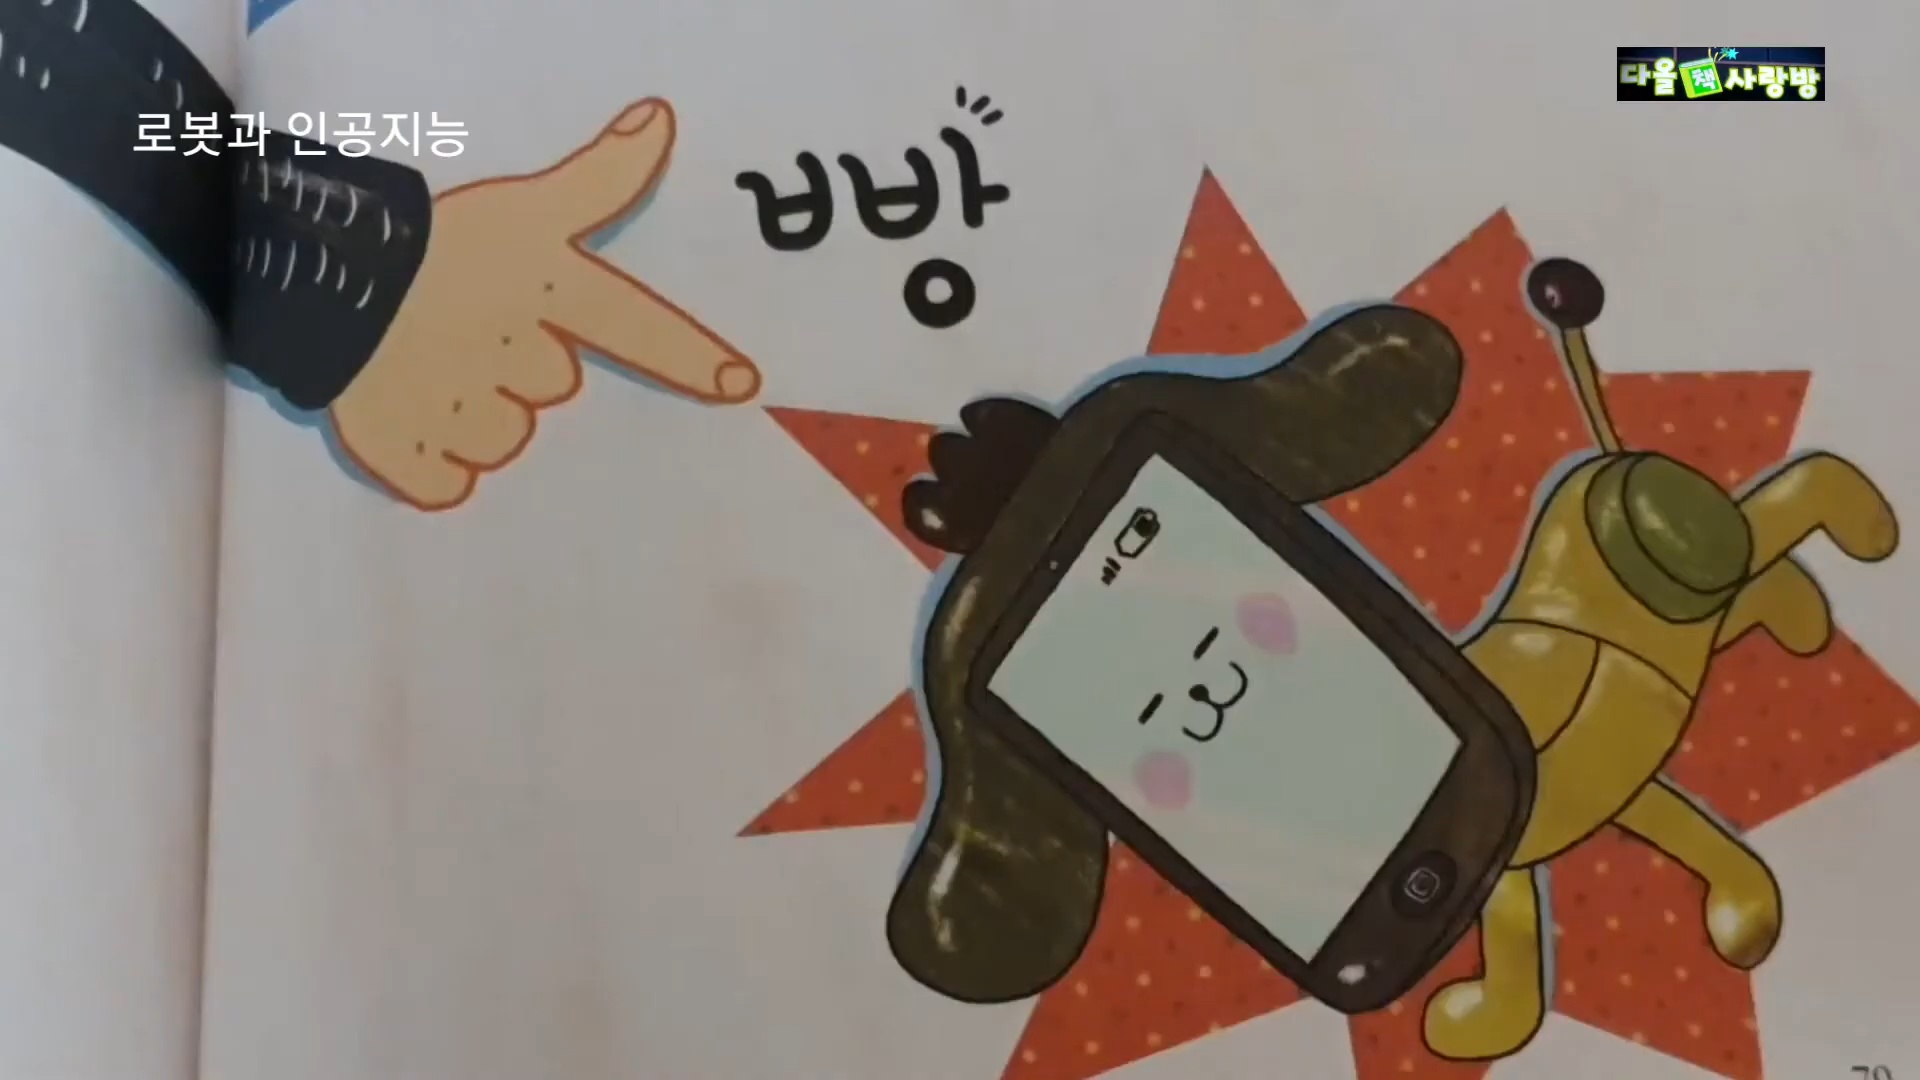 로봇과 인공지능
다올 책 사랑방
빵